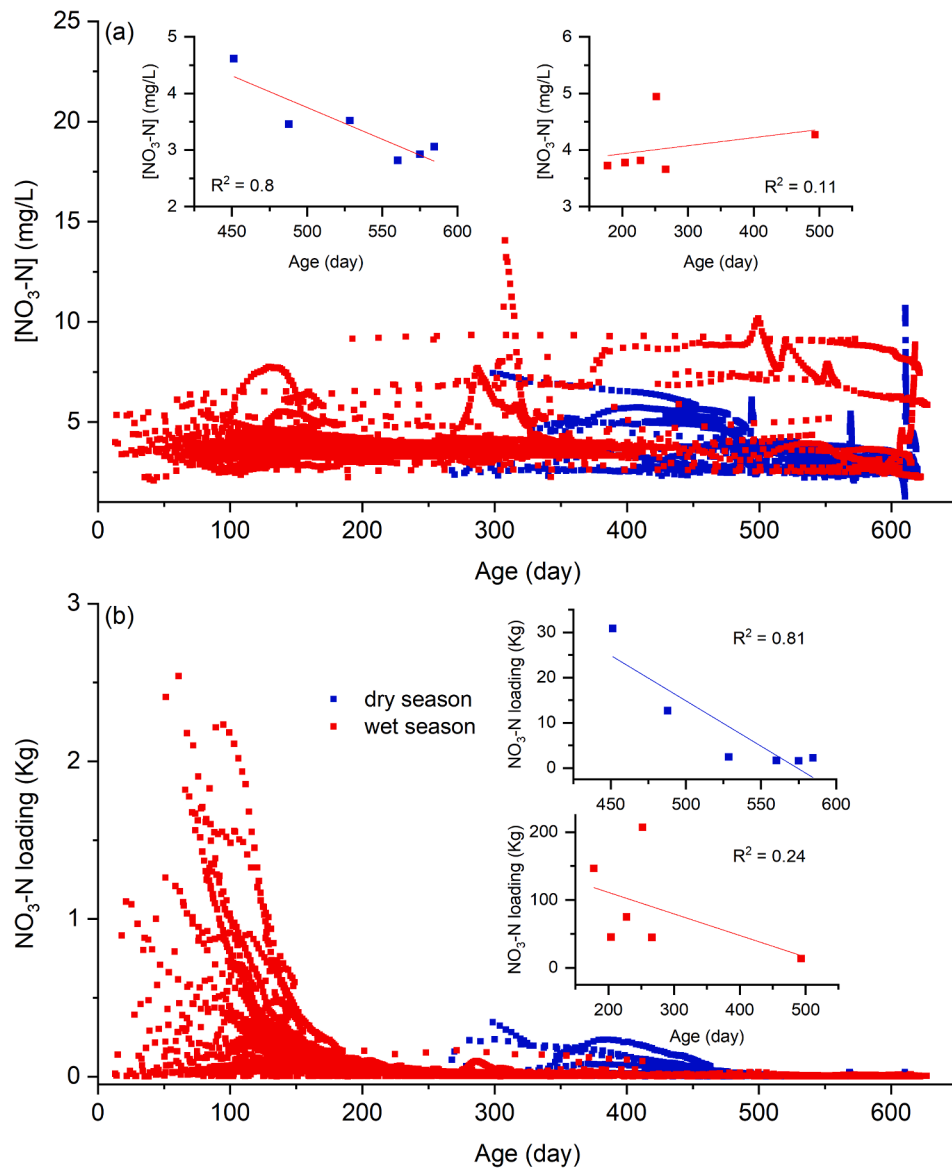 (a)
25
20
15
10
5
[NO₃-N] (mg/L)
0 100 200 300 400 500 600
Age (day)
5
4
3
2
[NO₃-N] (mg/L)
R² = 0.8
450 500 550 600
Age (day)
6
5
4
3
[NO₃-N] (mg/L)
R² = 0.11
200 300 400 500
Age (day)
(b)
3
2
1
0
NO₃-N loading (Kg)
0 100 200 300 400 500 600
Age (day)
dry season
wet season
30
20
10
0
NO₃-N loading (Kg)
R² = 0.81
450 500 550 600
200
100
0
NO₃-N loading (Kg)
R² = 0.24
200 300 400 500
Age (day)